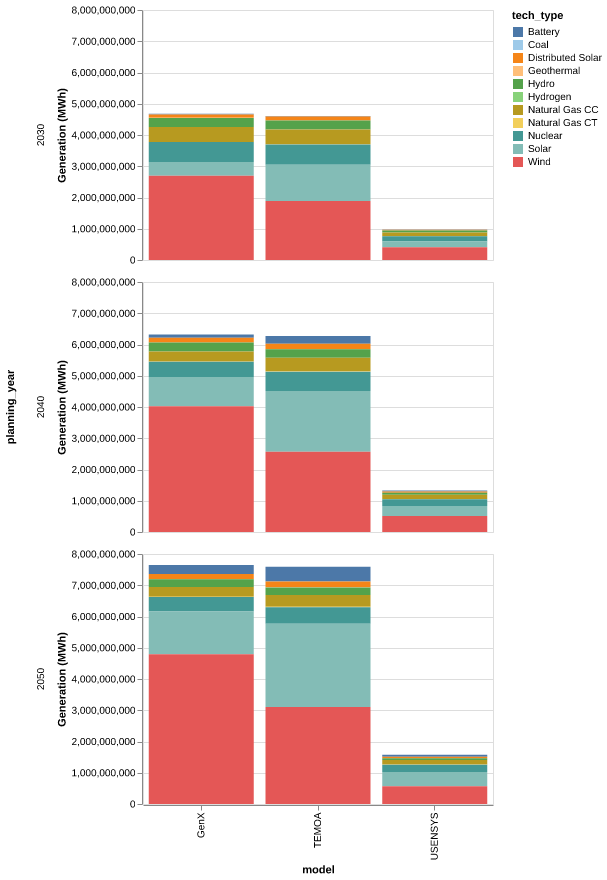 tech_type
Battery
Coal
Distributed Solar
Geothermal
Hydro
Hydrogen
Natural Gas CC
Natural Gas CT
Nuclear
Solar
Wind
planning_year
2030
Generation (MWh)
8,000,000,000
7,000,000,000
6,000,000,000
5,000,000,000
4,000,000,000
3,000,000,000
2,000,000,000
1,000,000,000
0
2040
Generation (MWh)
8,000,000,000
7,000,000,000
6,000,000,000
5,000,000,000
4,000,000,000
3,000,000,000
2,000,000,000
1,000,000,000
0
2050
Generation (MWh)
8,000,000,000
7,000,000,000
6,000,000,000
5,000,000,000
4,000,000,000
3,000,000,000
2,000,000,000
1,000,000,000
0
GenX
TEMOA
USENSYS
model